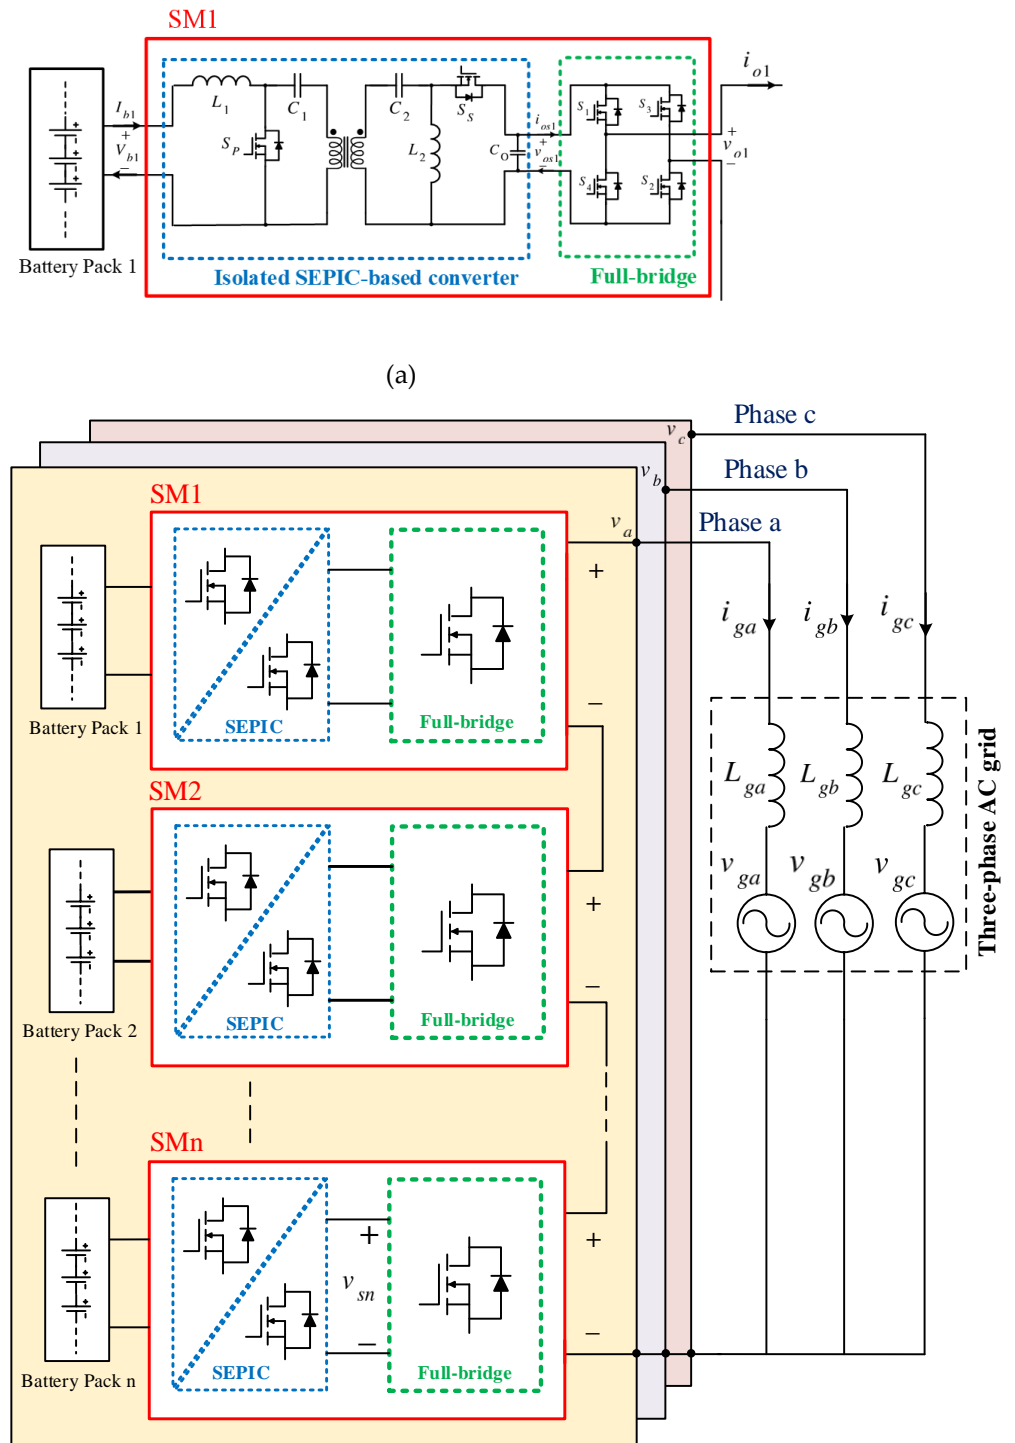 SM1
L1
C1
C2
SS
SP
L2
CO
Ib1
+
Vb1
−
ios1
+
vos1
−
S1
S3
S4
S2
io1
+
vo1
−
Battery Pack 1
Isolated SEPIC-based converter
Full-bridge
(a)
vc
Phase c
vb
Phase b
va
Phase a
SM1
+
−
SEPIC
Full-bridge
Battery Pack 1
iga
igb
igc
Lga
Lgb
Lgc
vga
vgb
vgc
Three-phase AC grid
SM2
+
−
SEPIC
Full-bridge
Battery Pack 2
SMn
+
vsn
−
+
−
SEPIC
Full-bridge
Battery Pack n